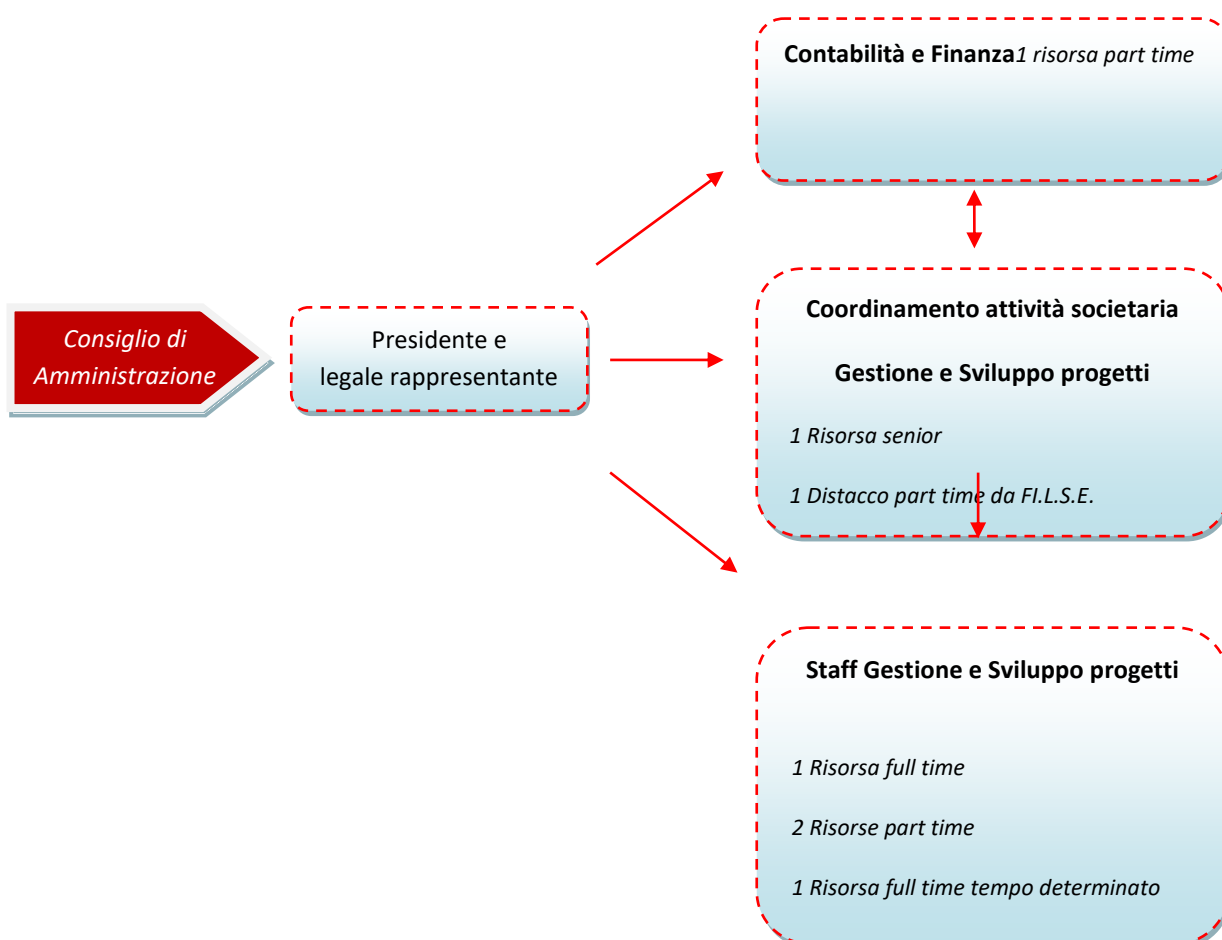 Contabilità e Finanza1 risorsa part time
Consiglio di
Amministrazione
Presidente e
legale rappresentante
Coordinamento attività societaria
Gestione e Sviluppo progetti
1 Risorsa senior
1 Distacco part time da FI.L.S.E.
Staff Gestione e Sviluppo progetti
1 Risorsa full time
2 Risorse part time
1 Risorsa full time tempo determinato